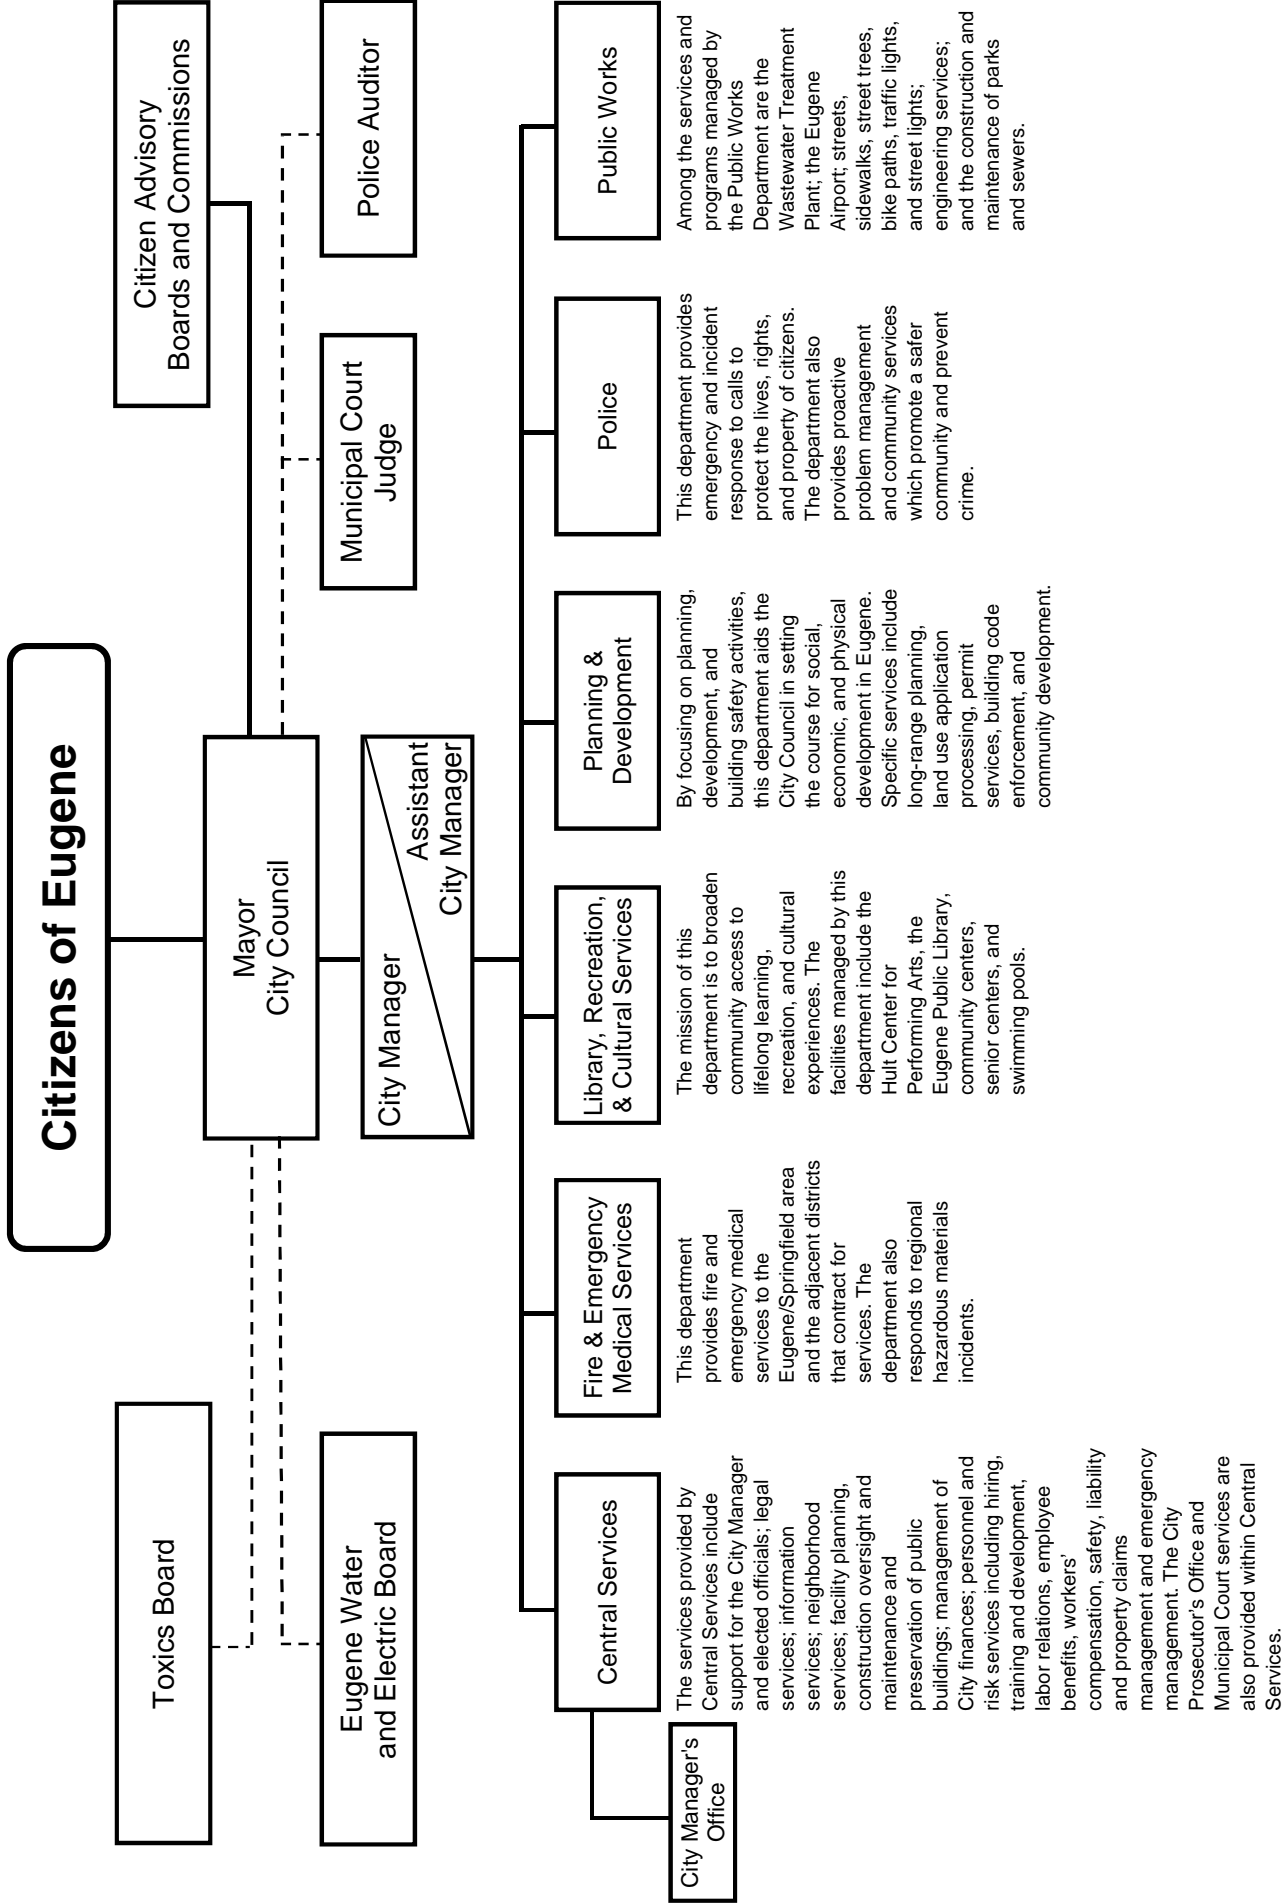 Citizens of Eugene
Toxics Board
Citizen Advisory
Boards and Commissions
Mayor
City Council
Eugene Water
and Electric Board
Municipal Court
Judge
Police Auditor
City Manager
Assistant
City Manager
Central Services
Fire & Emergency
Medical Services
Library, Recreation,
& Cultural Services
Planning &
Development
Police
Public Works
City Manager's
Office
The services provided by
Central Services include
support for the City Manager
and elected officials; legal
services; information
services; neighborhood
services; facility planning,
construction oversight and
maintenance and
preservation of public
buildings; management of
City finances; personnel and
risk services including hiring,
training and development,
labor relations, employee
benefits, workers'
compensation, safety, liability
and property claims
management and emergency
management. The City
Prosecutor's Office and
Municipal Court services are
also provided within Central
Services.
This department
provides fire and
emergency medical
services to the
Eugene/Springfield area
and the adjacent districts
that contract for
services. The
department also
responds to regional
hazardous materials
incidents.
The mission of this
department is to broaden
community access to
lifelong learning,
recreation, and cultural
experiences. The
facilities managed by this
department include the
Hult Center for
Performing Arts, the
Eugene Public Library,
community centers,
senior centers, and
swimming pools.
By focusing on planning,
development, and
building safety activities,
this department aids the
City Council in setting
the course for social,
economic, and physical
development in Eugene.
Specific services include
long-range planning,
land use application
processing, permit
services, building code
enforcement, and
community development.
This department provides
emergency and incident
response to calls to
protect the lives, rights,
and property of citizens.
The department also
provides proactive
problem management
and community services
which promote a safer
community and prevent
crime.
Among the services and
programs managed by
the Public Works
Department are the
Wastewater Treatment
Plant; the Eugene
Airport; streets,
sidewalks, street trees,
bike paths, traffic lights,
and street lights;
engineering services;
and the construction and
maintenance of parks
and sewers.